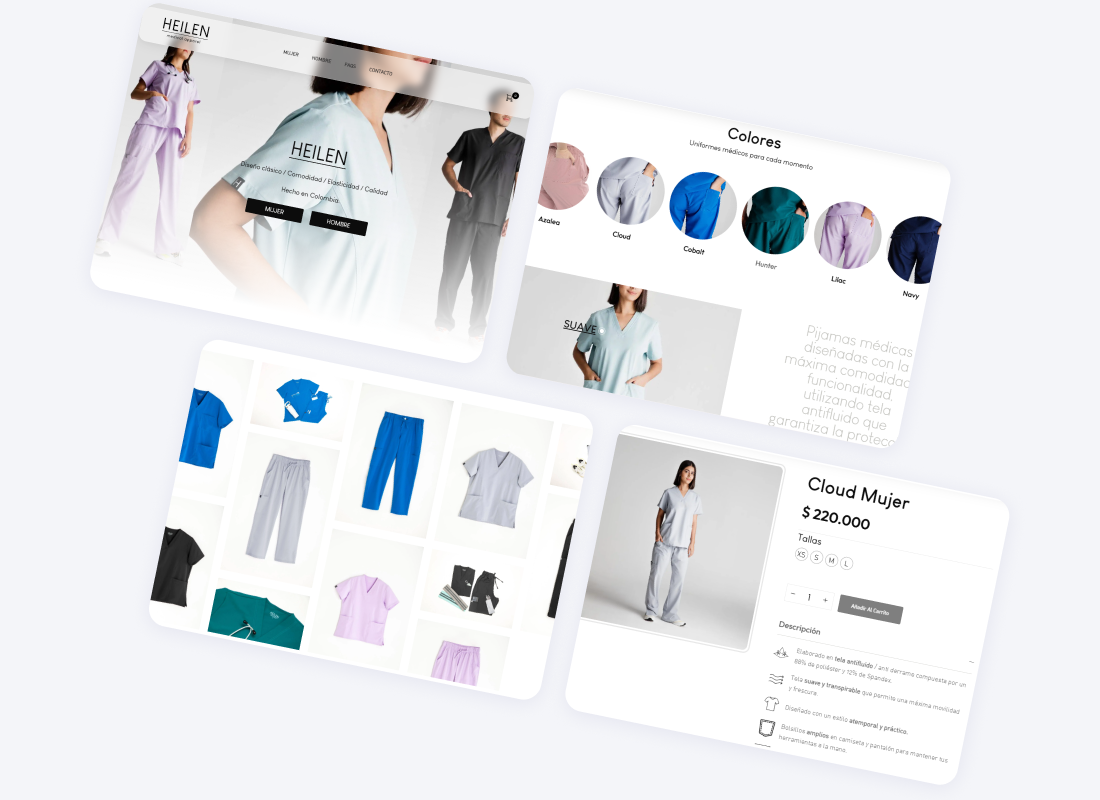 HEILEN
medical apparel
MUJER
HOMBRE
FAQS
CONTACTO
0
HEILEN
Diseño clásico / Comodidad / Elasticidad / Calidad
Hecho en Colombia.
MUJER
HOMBRE
Colores
Uniformes médicos para cada momento
Azalea
Cloud
Cobalt
Hunter
Lilac
Navy
SUAVE
Pijamas médicas
diseñadas con la
máxima comodidad
funcionalidad,
utilizando tela
antifluido que
garantiza la protecc
Cloud Mujer
$ 220.000
Tallas
XS S M L
− 1 +
Añadir Al Carrito
Descripción
−
Elaborado en tela antifluido / anti derrame compuesta por un
88% de poliéster y 12% de Spandex.
Tela suave y transpirable que permite una máxima movilidad
y frescura.
Diseñado con un estilo atemporal y práctico.
Bolsillos amplios en camiseta y pantalón para mantener tus
herramientas a la mano.